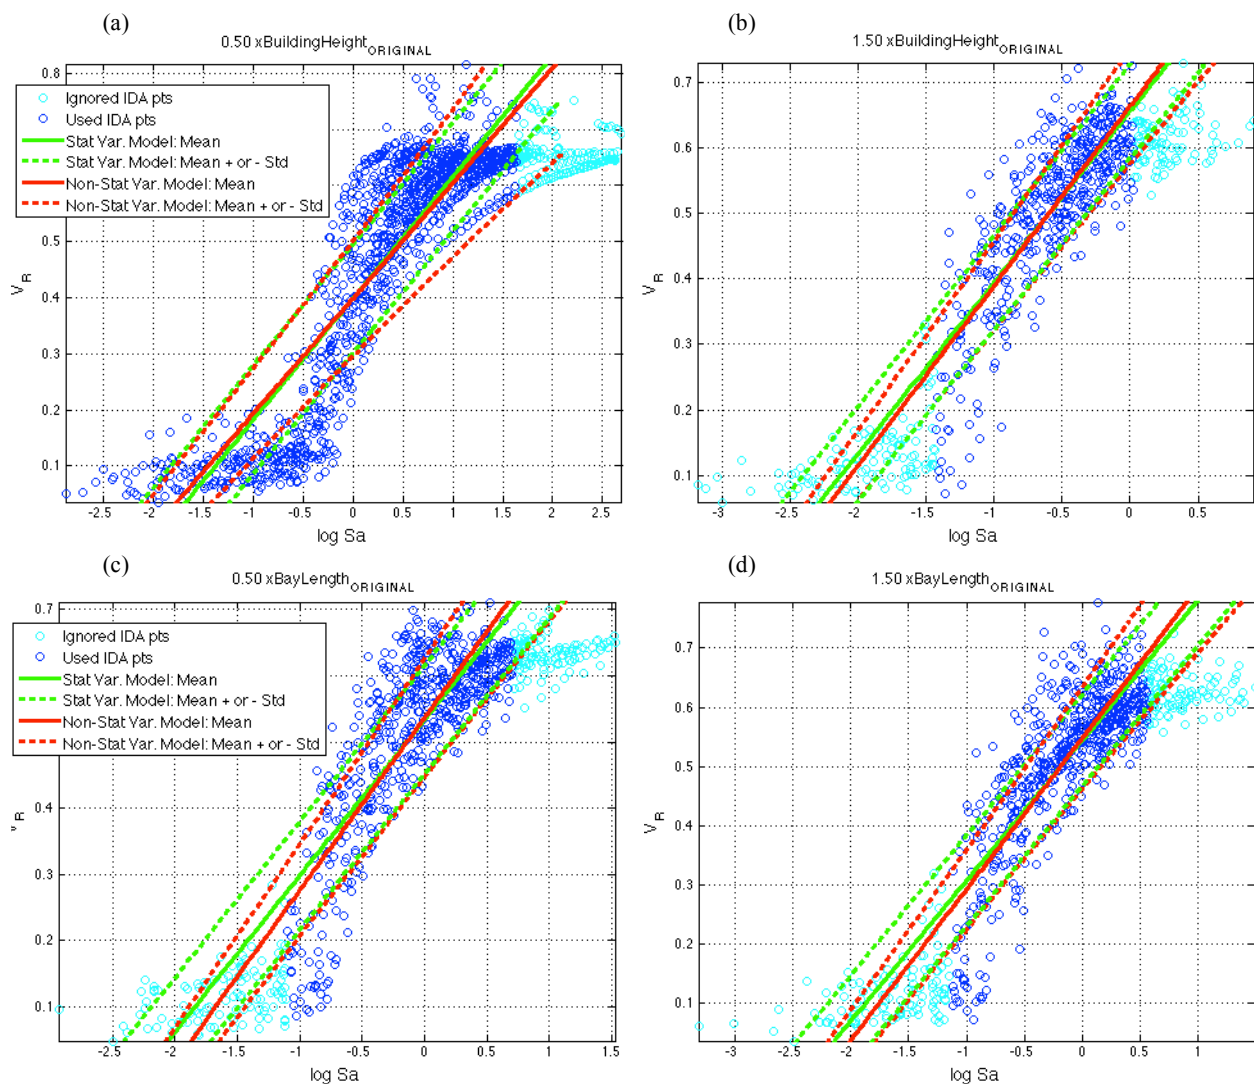 (a)
0.50 xBuildingHeight_ORIGINAL
0.8
Ignored IDA pts
Used IDA pts
Stat Var. Model: Mean
Stat Var. Model: Mean + or - Std
Non-Stat Var. Model: Mean
Non-Stat Var. Model: Mean + or - Std
0.5
0.4
0.3
0.2
0.1
V_R
-2.5 -2 -1.5 -1 -0.5 0 0.5 1 1.5 2 2.5
log Sa
(b)
1.50 xBuildingHeight_ORIGINAL
0.7
0.6
0.5
0.4
0.3
0.2
0.1
V_R
-3 -2.5 -2 -1.5 -1 -0.5 0 0.5
log Sa
(c)
0.50 xBayLength_ORIGINAL
0.7
Ignored IDA pts
Used IDA pts
Stat Var. Model: Mean
Stat Var. Model: Mean + or - Std
Non-Stat Var. Model: Mean
Non-Stat Var. Model: Mean + or - Std
0.4
0.3
0.2
0.1
-2.5 -2 -1.5 -1 -0.5 0 0.5 1 1.5
log Sa
(d)
1.50 xBayLength_ORIGINAL
0.7
0.6
0.5
0.4
0.3
0.2
0.1
V_R
-3 -2.5 -2 -1.5 -1 -0.5 0 0.5 1
log Sa